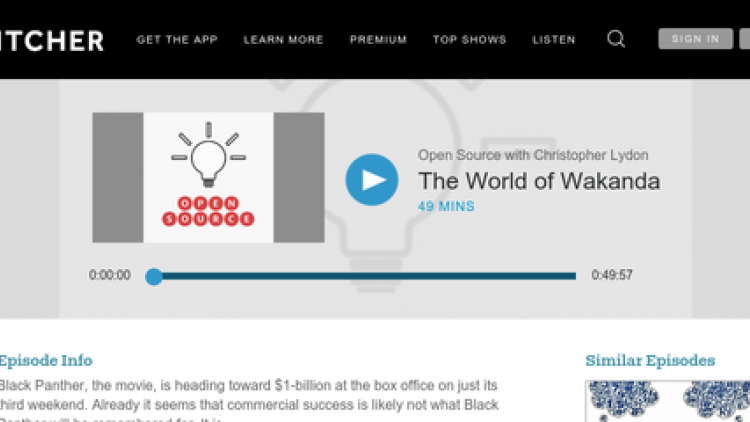 ITCHER GET THE APP LEARN MORE PREMIUM TOP SHOWS LISTEN SIGN IN
OPEN
SOURCE
Open Source with Christopher Lydon
The World of Wakanda
49 MINS
0:00:00 0:49:57
Episode Info
Black Panther, the movie, is heading toward $1-billion at the box office on just its
third weekend. Already it seems that commercial success is likely not what Black
Panther will be remembered for. It is
Similar Episodes